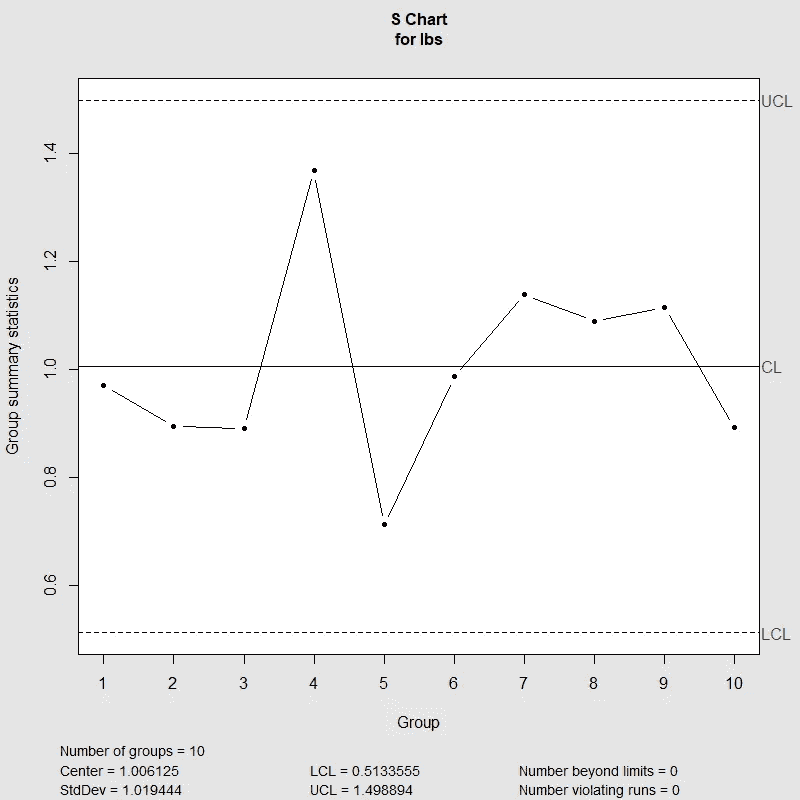 S Chart
for lbs
UCL
1.4
1.2
1.0
CL
0.8
0.6
LCL
Group summary statistics
1 2 3 4 5 6 7 8 9 10
Group
Number of groups = 10
Center = 1.006125 LCL = 0.5133555 Number beyond limits = 0
StdDev = 1.019444 UCL = 1.498894 Number violating runs = 0